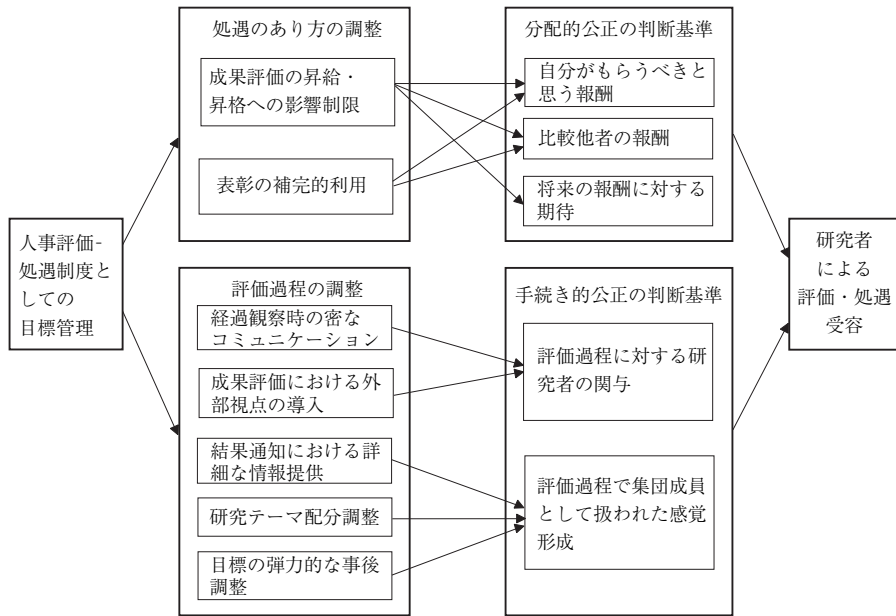 処遇のあり方の調整
成果評価の昇給・
昇格への影響制限
表彰の補完的利用
分配的公正の判断基準
自分がもらうべきと
思う報酬
比較他者の報酬
将来の報酬に対する
期待
人事評価-
処遇制度と
しての
目標管理
評価過程の調整
経過観察時の密な
コミュニケーション
成果評価における外
部視点の導入
結果通知における詳
細な情報提供
研究テーマ配分調整
目標の弾力的な事後
調整
手続き的公正の判断基準
評価過程に対する研
究者の関与
評価過程で集団成員
として扱われた感覚
形成
研究者
による
評価・処遇
受容